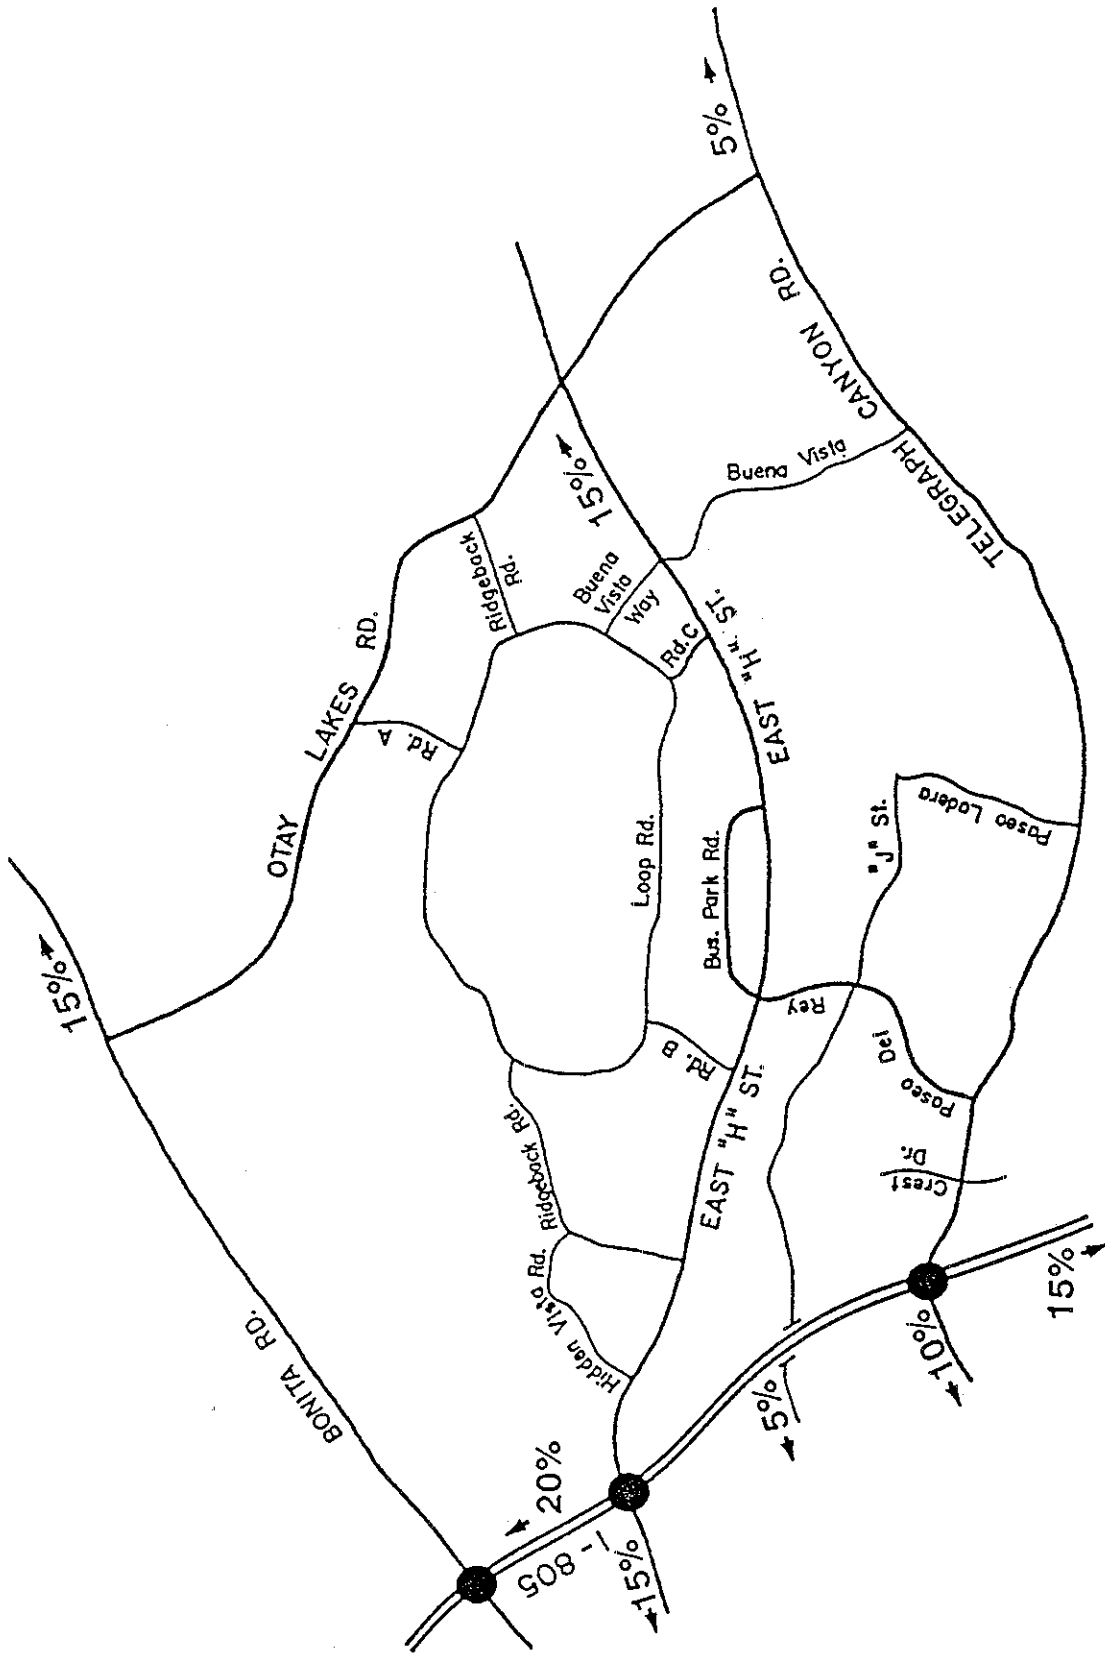 15%
BONITA RD.
OTAY LAKES RD.
Rd. A
Ridgeback
Rd.
Buena
Vista
Way
Rd. C
15%
5%
Loop Rd.
Bus. Park Rd.
Rd. B
Ridgeback Rd.
Hidden Vista Rd.
EAST "H" ST.
EAST "H" ST.
Buena Vista
TELEGRAPH CANYON RD.
"J" St.
Paseo Ladera
Paseo Del Rey
Crest
Dr.
20%
I - 805
15%
5%
10%
15%